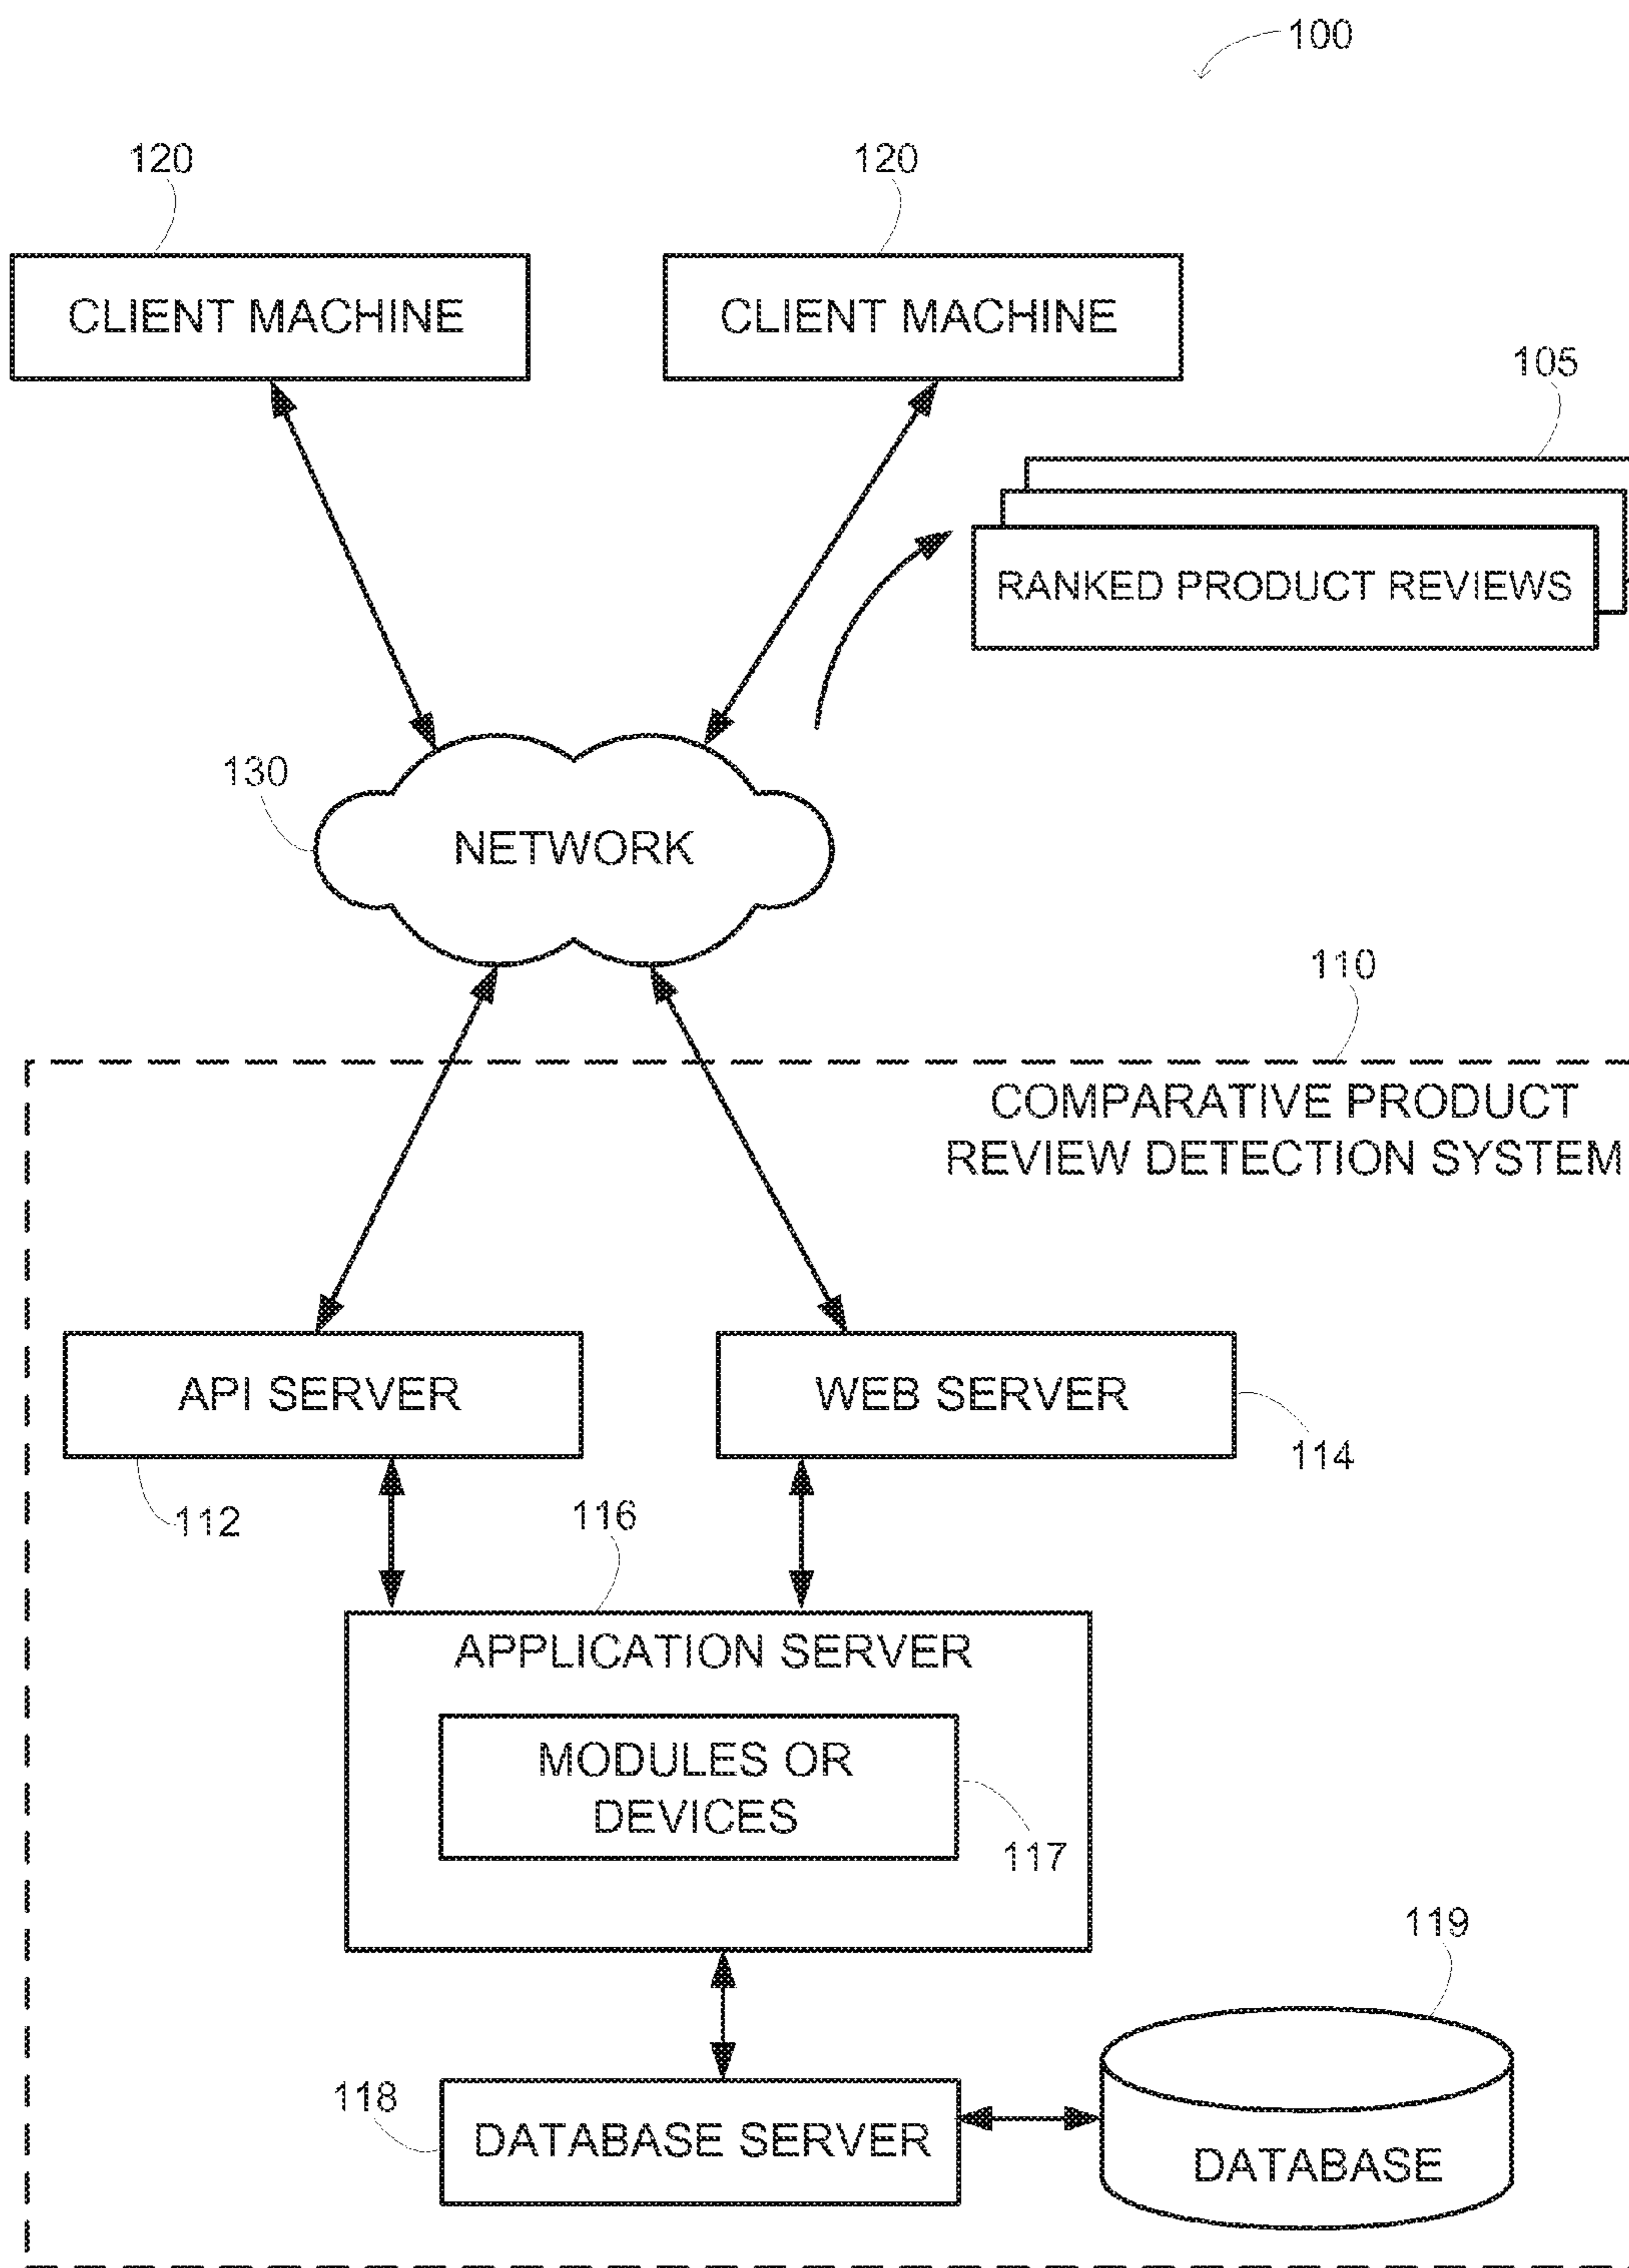 100
120
120
CLIENT MACHINE
CLIENT MACHINE
105
RANKED PRODUCT REVIEWS
130
NETWORK
110
COMPARATIVE PRODUCT
REVIEW DETECTION SYSTEM
API SERVER
WEB SERVER
114
112
116
APPLICATION SERVER
MODULES OR
DEVICES
117
119
118
DATABASE SERVER
DATABASE